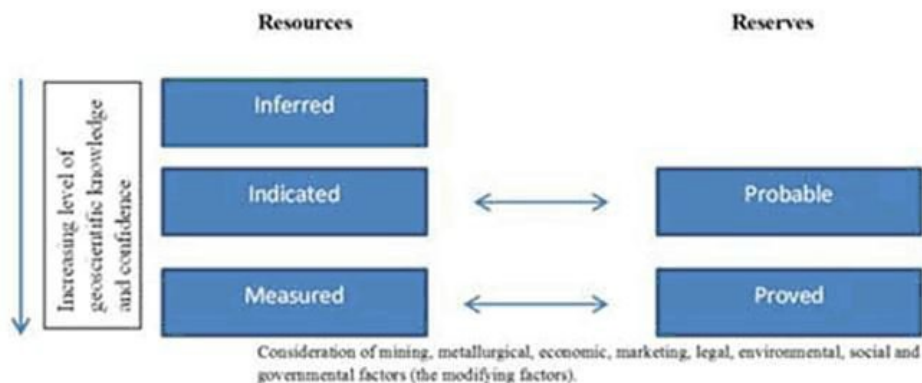 Resources
Reserves
Increasing level of
geoscientific knowledge
and confidence
Inferred
Indicated
Probable
Measured
Proved
Consideration of mining, metallurgical, economic, marketing, legal, environmental, social and
governmental factors (the modifying factors).